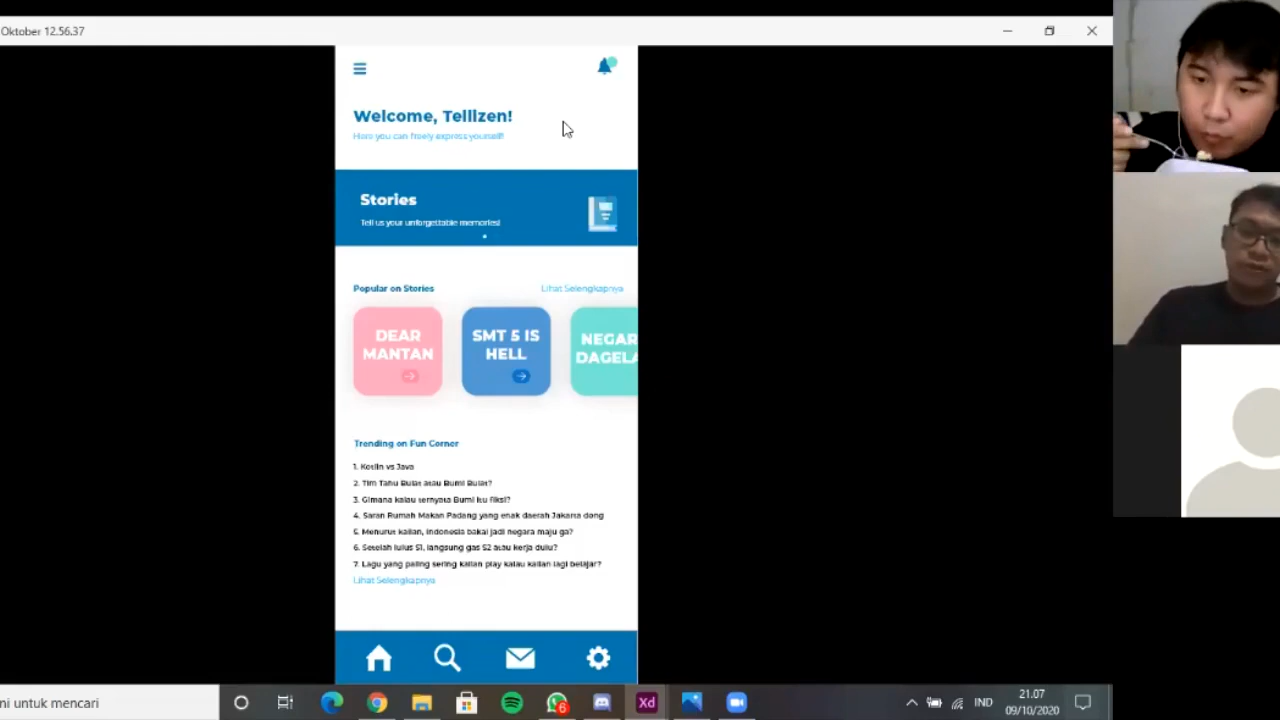 Oktober 12.56.37
Welcome, Tellizen!
Here you can freely express yourself!
Stories
Tell us your unforgettable memories!
Popular on Stories
Lihat Selengkapnya
DEAR
MANTAN
SMT 5 IS
HELL
NEGAR
DAGELA
Trending on Fun Corner
1. Kotlin vs Java
2. Tim Tahu Bulat atau Bumi Bulat?
3. Gimana kalau ternyata Bumi itu fiksi?
4. Saran Rumah Makan Padang yang enak daerah Jakarta dong
5. Menurut kalian, Indonesia bakal jadi negara maju ga?
6. Setelah lulus S1, langsung gas S2 atau kerja dulu?
7. Lagu yang paling sering kalian play kalau kalian lagi belajar?
Lihat Selengkapnya
ni untuk mencari
6
Xd
IND
21.07
09/10/2020